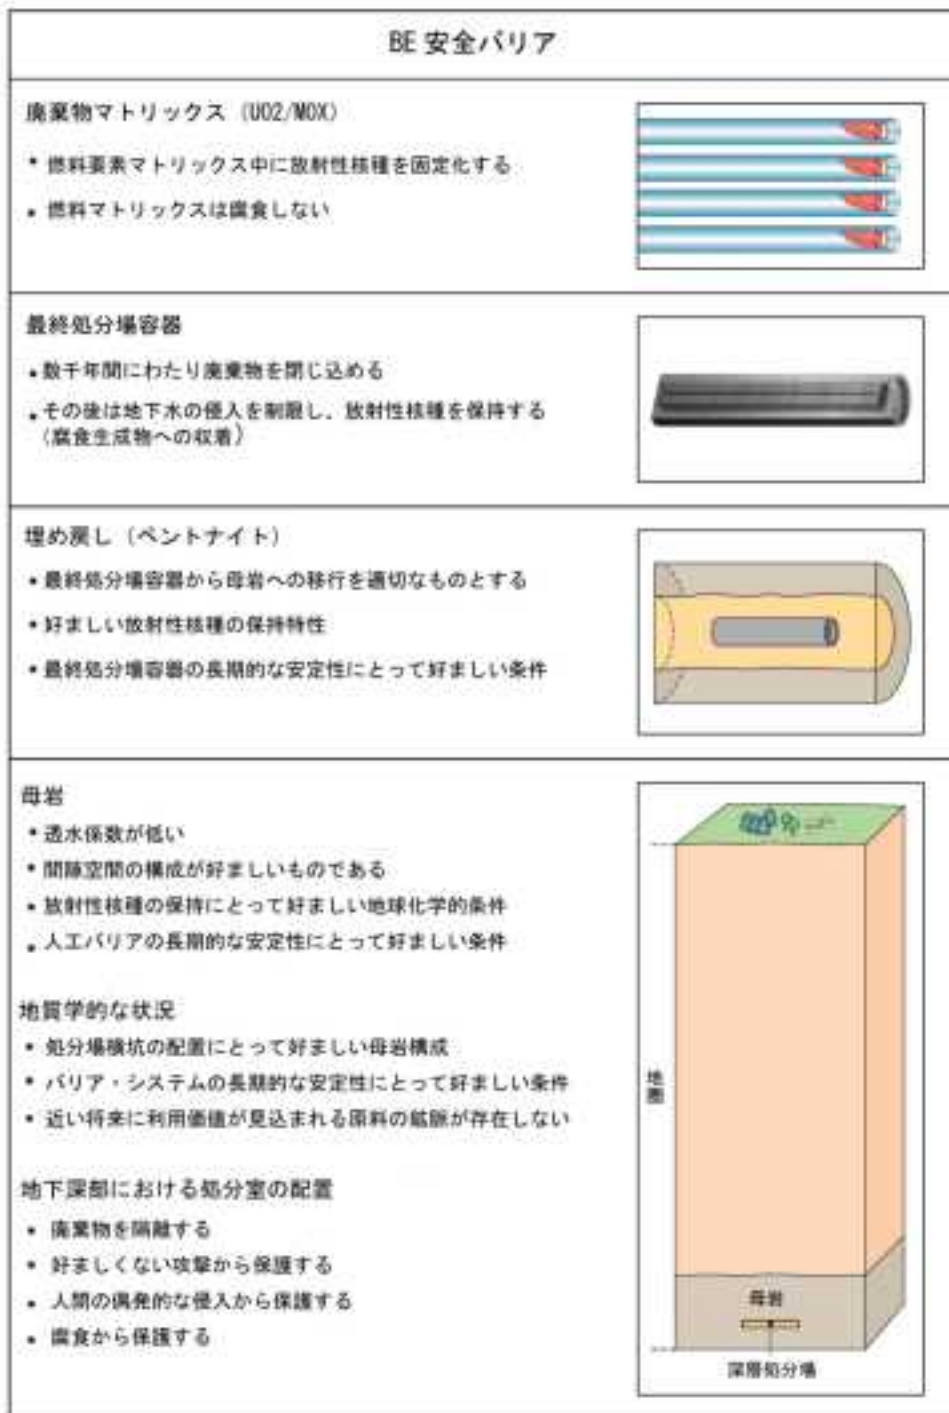 BE 安全バリア
廃棄物マトリックス (UO2/MOX)
• 燃料要素マトリックス中に放射性核種を固定化する
• 燃料マトリックスは腐食しない
最終処分場容器
• 数千年間にわたり廃棄物を閉じ込める
• その後は地下水の侵入を制限し、放射性核種を保持する
(腐食生成物への収着)
埋め戻し (ベントナイト)
• 最終処分場容器から母岩への移行を適切なものとする
• 好ましい放射性核種の保持特性
• 最終処分場容器の長期的な安定性にとって好ましい条件
母岩
• 透水係数が低い
• 間隙空間の構成が好ましいものである
• 放射性核種の保持にとって好ましい地球化学的条件
• 人工バリアの長期的な安定性にとって好ましい条件
地質学的な状況
• 処分場横坑の配置にとって好ましい母岩構成
• バリア・システムの長期的な安定性にとって好ましい条件
• 近い将来に利用価値が見込まれる原料の鉱脈が存在しない
地下深部における処分室の配置
• 廃棄物を隔離する
• 好ましくない攻撃から保護する
• 人間の偶発的な侵入から保護する
• 腐食から保護する
地圏
母岩
深層処分場